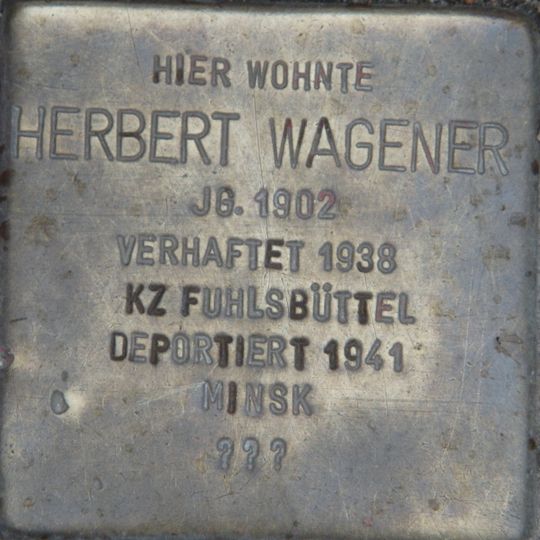 HIER WOHNTE
HERBERT WAGENER
JG. 1902
VERHAFTET 1938
KZ FUHLSBÜTTEL
DEPORTIERT 1941
MINSK
???